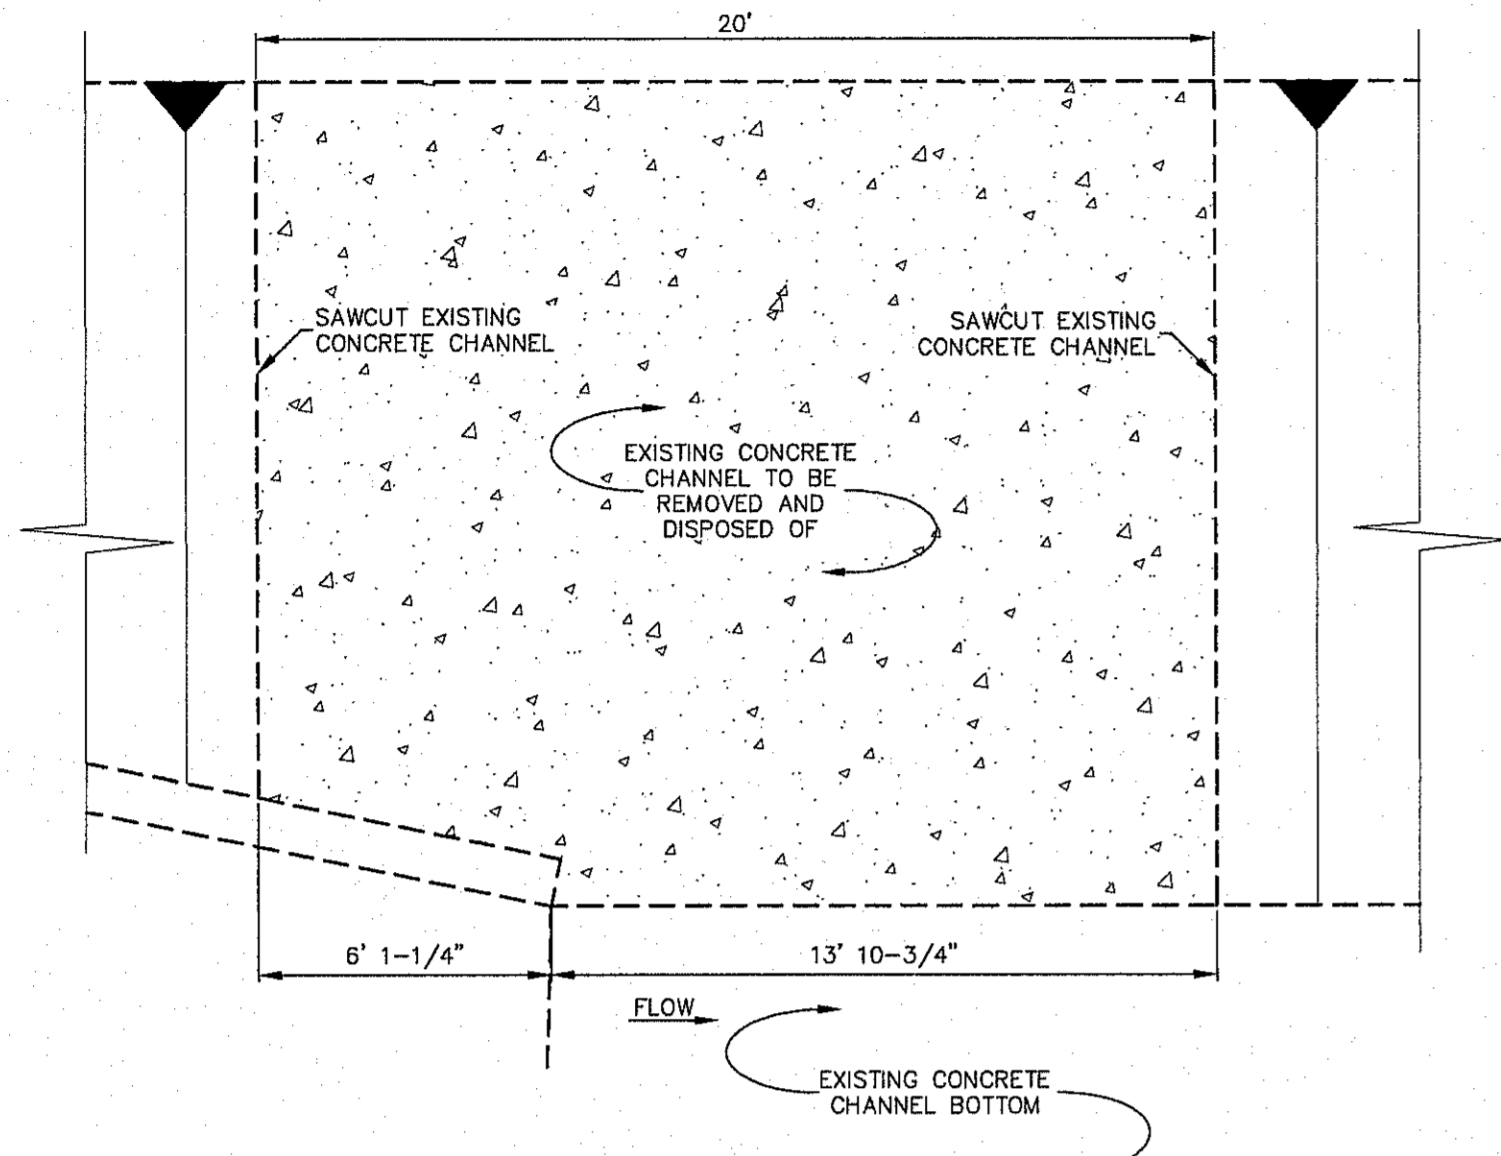 20'
SAWCUT EXISTING
CONCRETE CHANNEL
SAWCUT EXISTING
CONCRETE CHANNEL
EXISTING CONCRETE
CHANNEL TO BE
REMOVED AND
DISPOSED OF
6' 1-1/4"
13' 10-3/4"
FLOW
EXISTING CONCRETE
CHANNEL BOTTOM